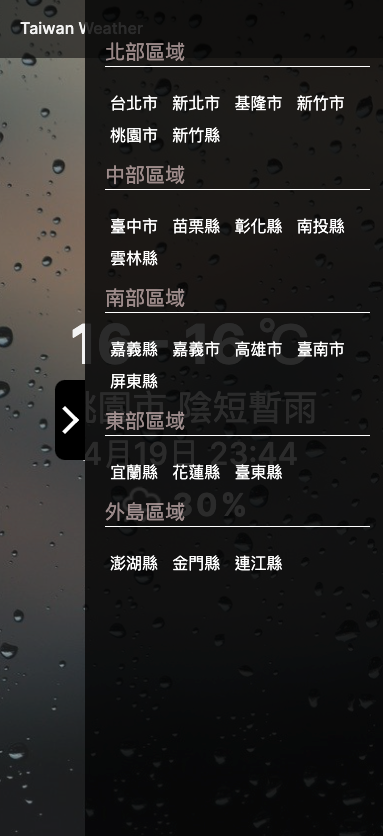 Taiwan Weather
北部區域
台北市 新北市 基隆市 新竹市
桃園市 新竹縣
中部區域
臺中市 苗栗縣 彰化縣 南投縣
雲林縣
南部區域
16 - 16°C
嘉義縣 嘉義市 高雄市 臺南市
屏東縣
桃園市 陰短暫雨
東部區域
4月19日 23:44
宜蘭縣 花蓮縣 臺東縣
外島區域
30%
澎湖縣 金門縣 連江縣